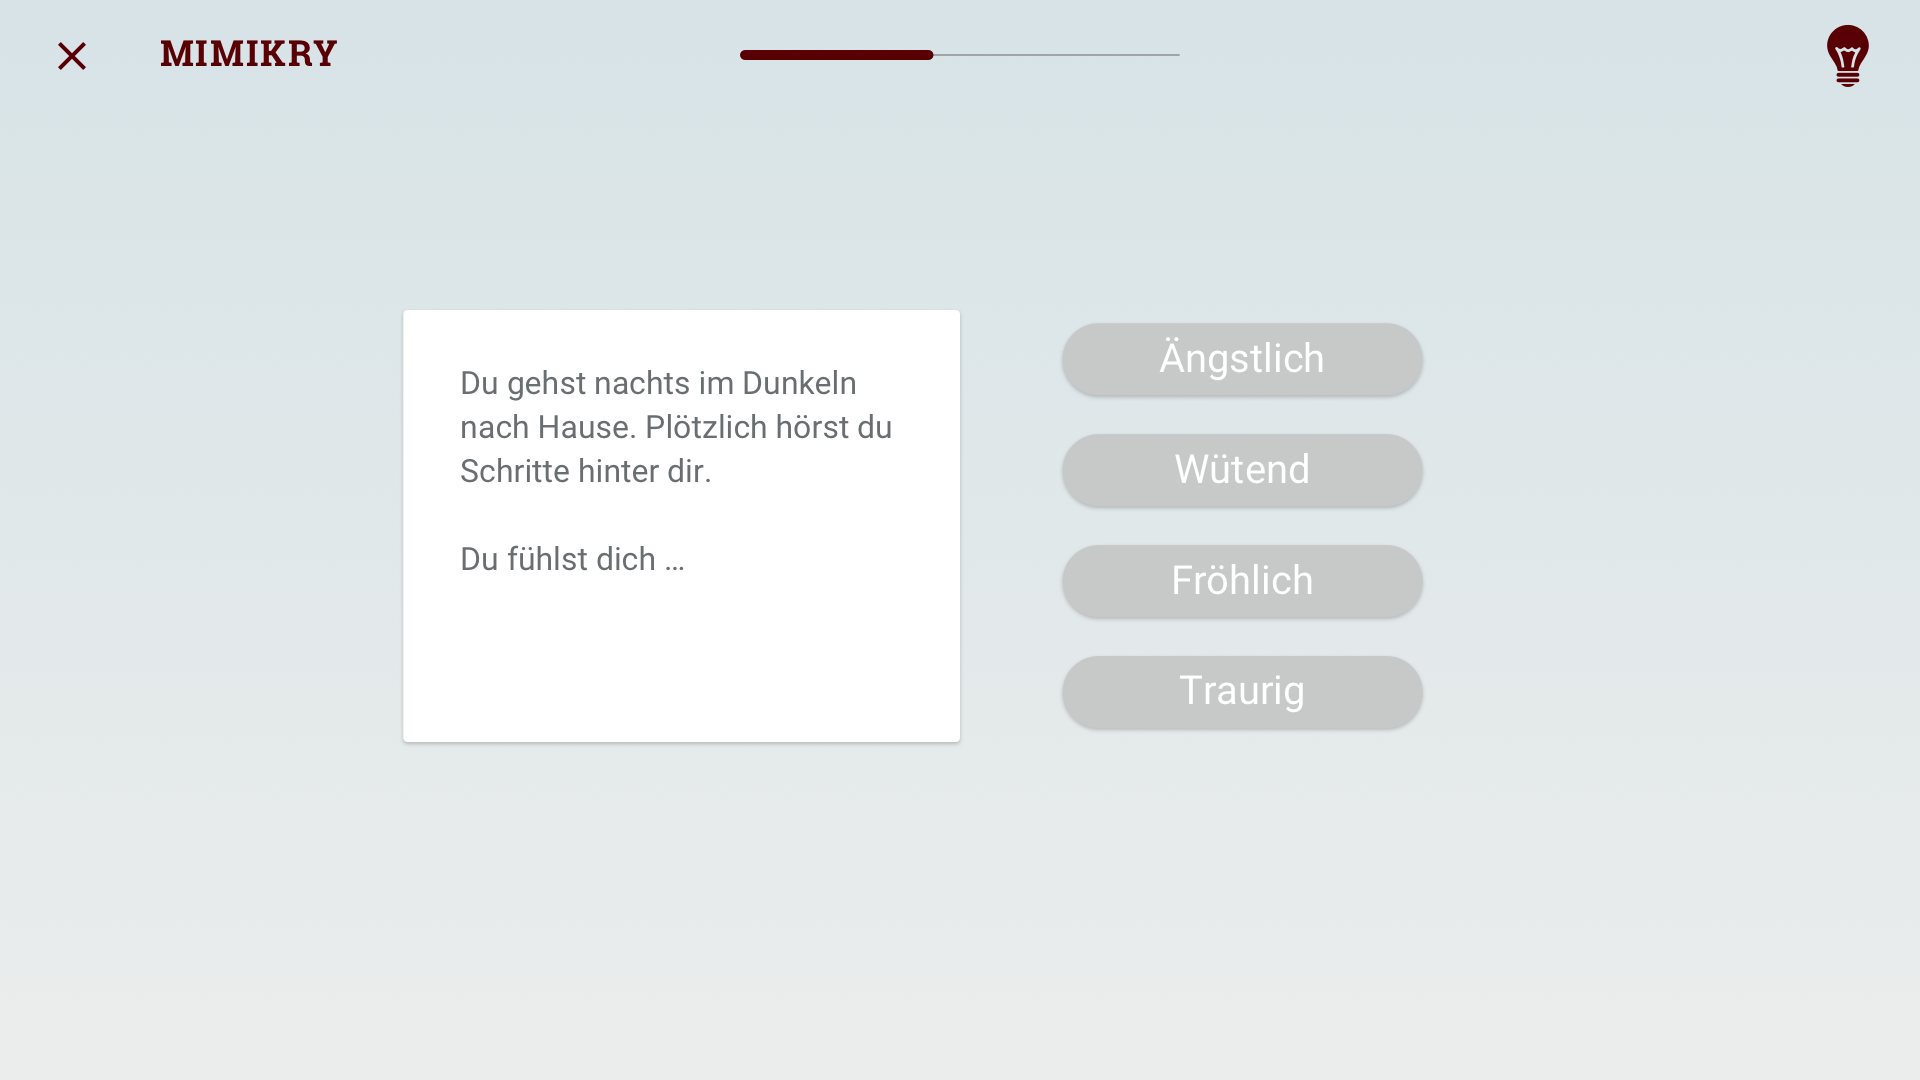 MIMIKRY
Du gehst nachts im Dunkeln
nach Hause. Plötzlich hörst du
Schritte hinter dir.
Du fühlst dich ...
Ängstlich
Wütend
Fröhlich
Traurig